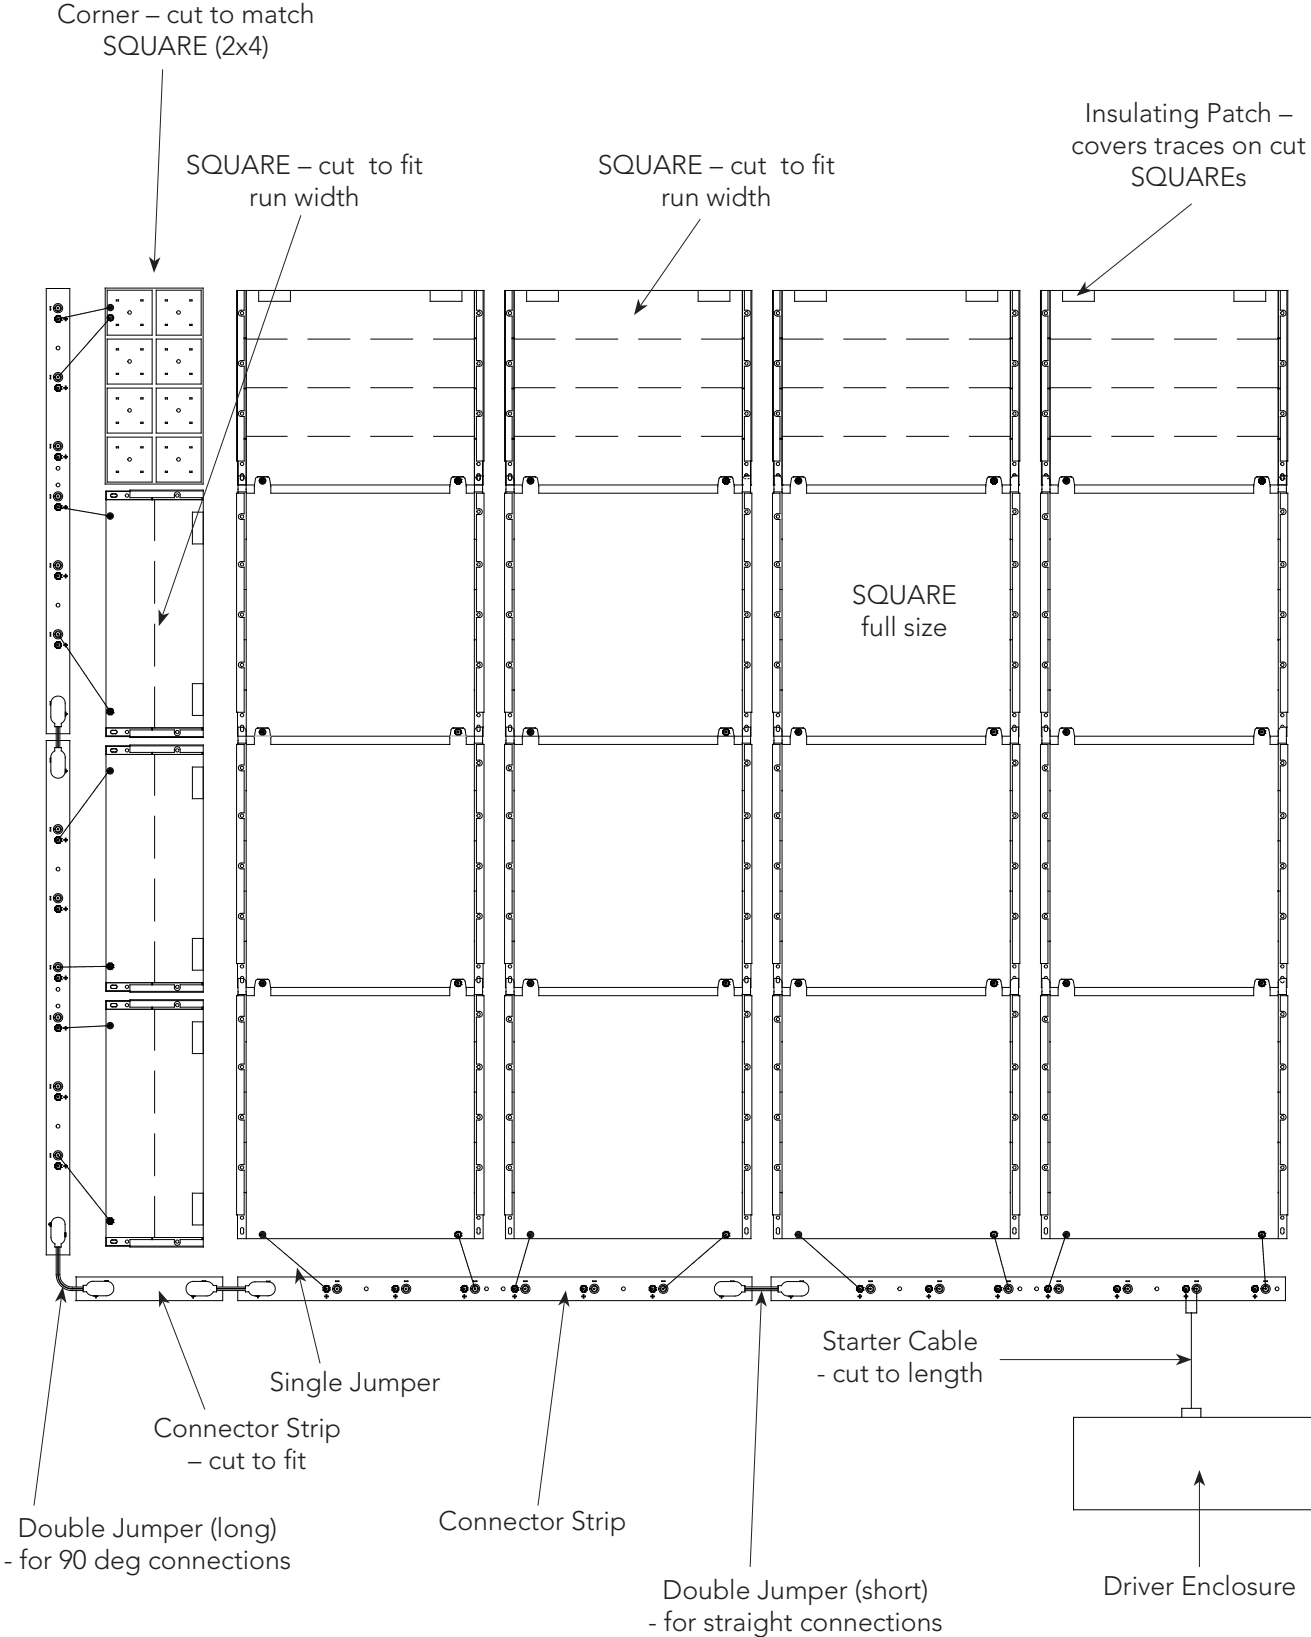 Corner – cut to match
SQUARE (2x4)
Insulating Patch –
covers traces on cut
SQUAREs
SQUARE – cut  to fit
run width
SQUARE – cut  to fit
run width
SQUARE
full size
Starter Cable
- cut to length
Single Jumper
Connector Strip
– cut to fit
Connector Strip
Double Jumper (long)
- for 90 deg connections
Double Jumper (short)
- for straight connections
Driver Enclosure